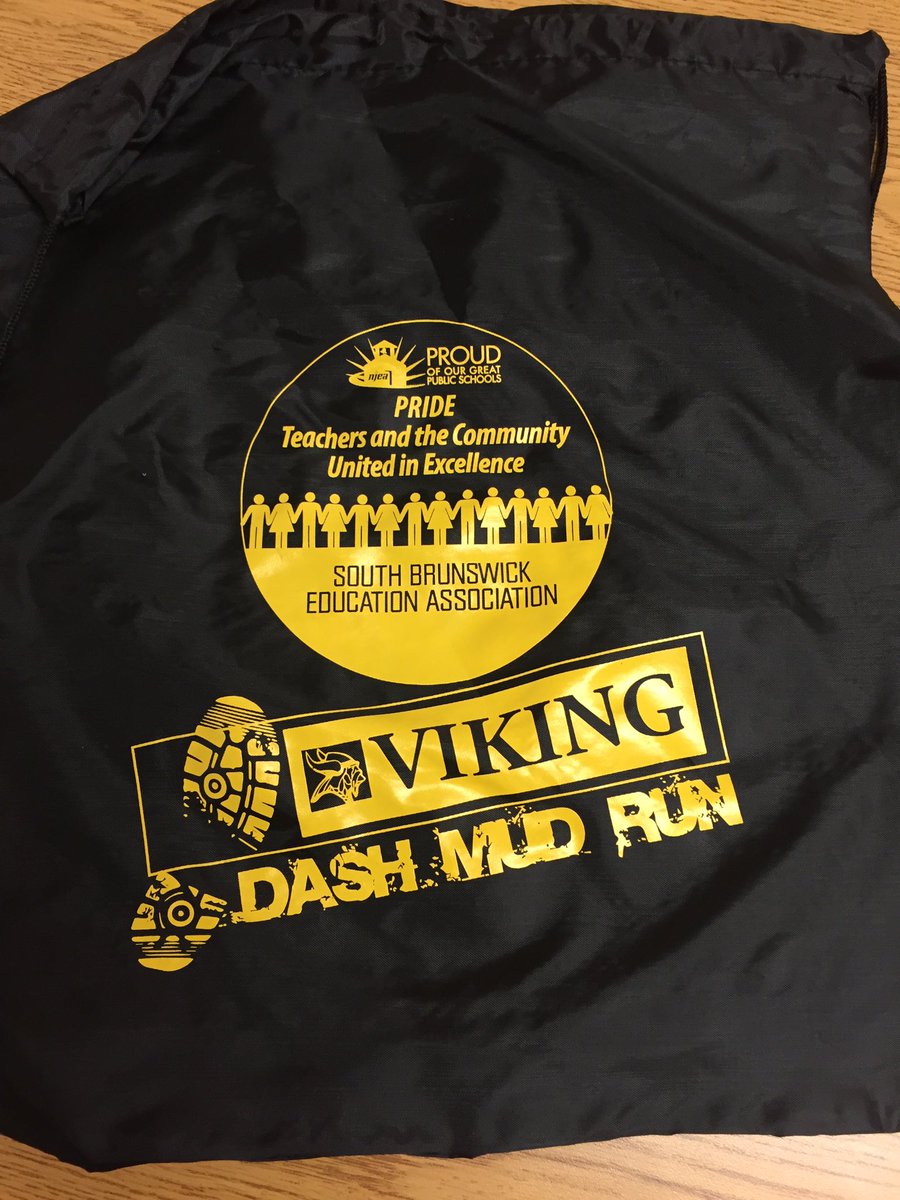 njea
PROUD
OF OUR GREAT
PUBLIC SCHOOLS
PRIDE
Teachers and the Community
United in Excellence
SOUTH BRUNSWICK
EDUCATION ASSOCIATION
VIKING
DASH MUD RUN